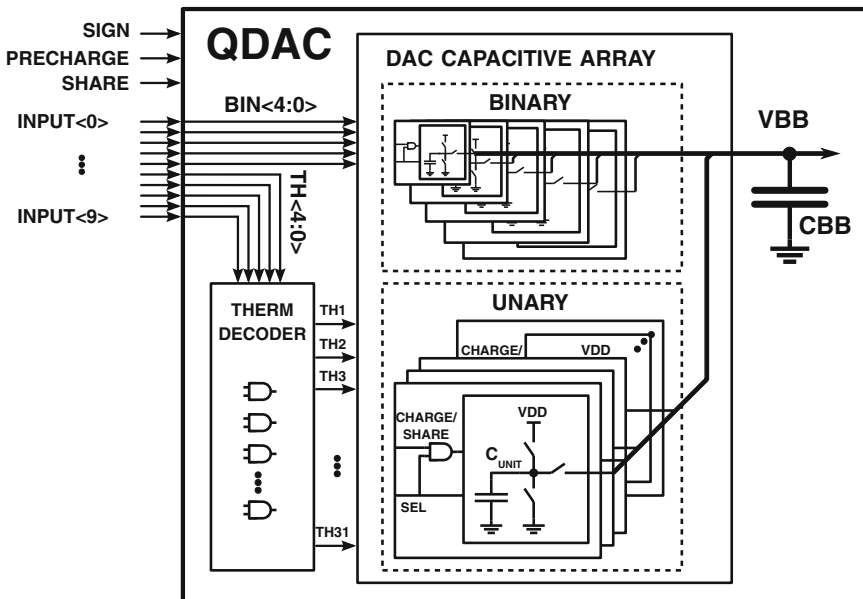 SIGN
PRECHARGE
SHARE
INPUT<0>
INPUT<9>
QDAC
BIN<4:0>
TH<4:0>
THERM
DECODER
TH1
TH2
TH3
TH31
DAC CAPACITIVE ARRAY
BINARY
UNARY
CHARGE/
VDD
CHARGE/
SHARE
SEL
VDD
CUNIT
VBB
CBB